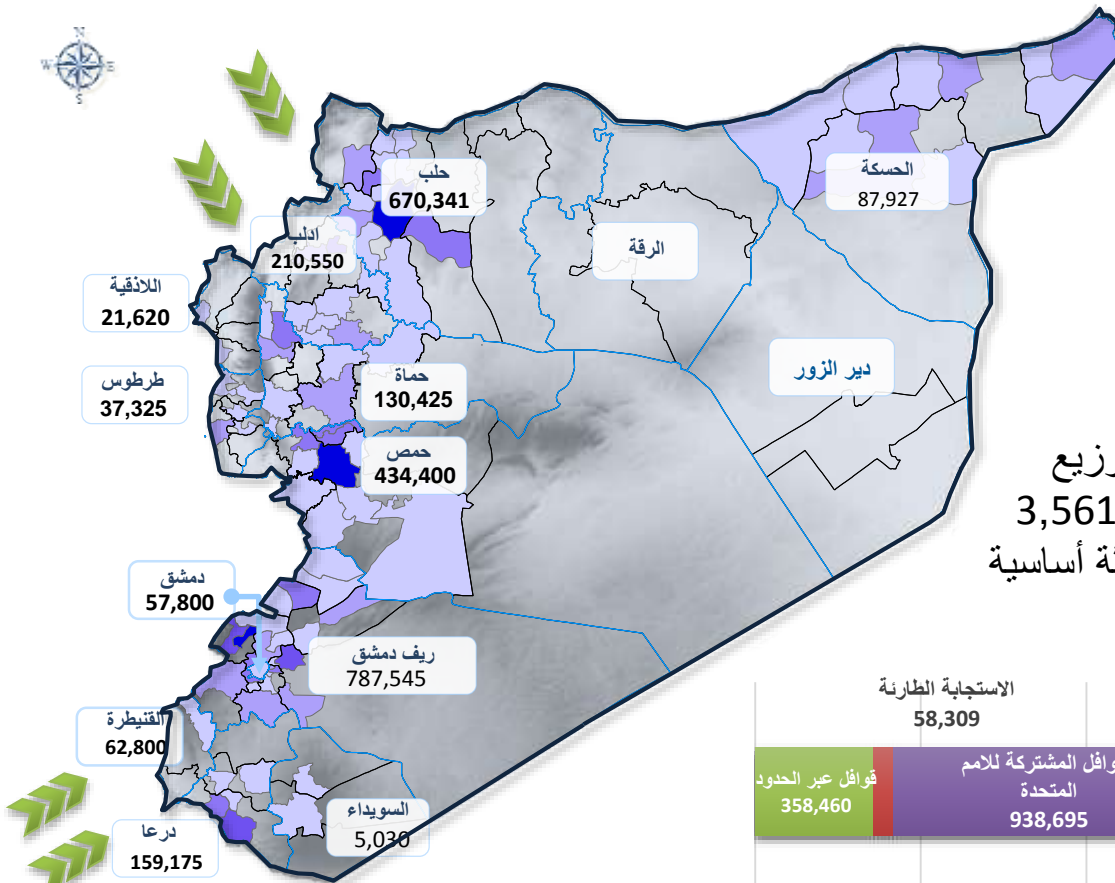 N
W E
S
حلب
670,341
الحسكة
87,927
ادلب
210,550
الرقة
اللاذقية
21,620
طرطوس
37,325
حماة
130,425
دير الزور
حمص
434,400
3,561
أساسية
دمشق
57,800
ريف دمشق
787,545
القنيطرة
62,800
السويداء
5,030
درعا
159,175
الاستجابة الطارئة
58,309
قوافل عبر الحدود
358,460
المشتركة للامم
المتحدة
938,695